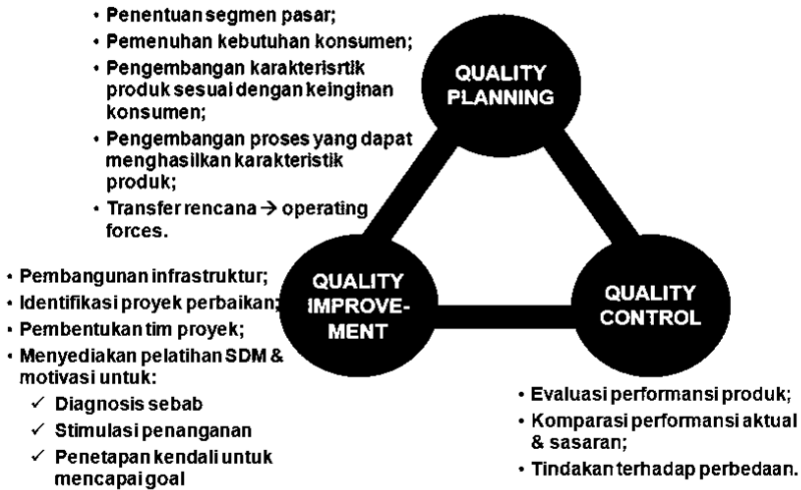 • Penentuan segmen pasar;
• Pemenuhan kebutuhan konsumen;
• Pengembangan karakterisrtik
produk sesuai dengan keinginan
konsumen;
• Pengembangan proses yang dapat
menghasilkan karakteristik
produk;
• Transfer rencana → operating
forces.
QUALITY
PLANNING
• Pembangunan infrastruktur;
• Identifikasi proyek perbaikan;
• Pembentukan tim proyek;
• Menyediakan pelatihan SDM &
motivasi untuk:
✓ Diagnosis sebab
✓ Stimulasi penanganan
✓ Penetapan kendali untuk
mencapai goal
QUALITY
IMPROVE-
MENT
QUALITY
CONTROL
• Evaluasi performansi produk;
• Komparasi performansi aktual
& sasaran;
• Tindakan terhadap perbedaan.